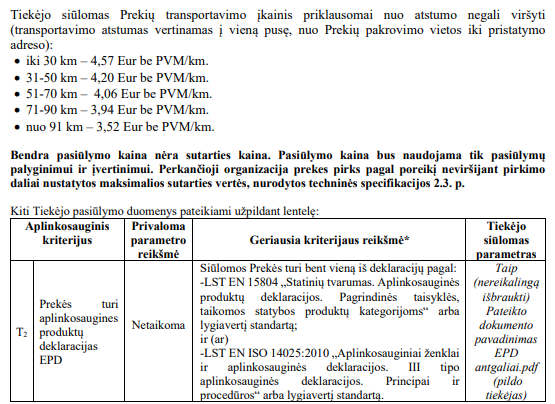 Tiekėjo siūlomas Prekių transportavimo įkainis priklausomai nuo atstumo negali viršyti
(transportavimo atstumas vertinamas į vieną pusę, nuo Prekių pakrovimo vietos iki pristatymo
adreso):
• iki 30 km – 4,57 Eur be PVM/km.
• 31-50 km – 4,20 Eur be PVM/km.
• 51-70 km – 4,06 Eur be PVM/km.
• 71-90 km – 3,94 Eur be PVM/km.
• nuo 91 km – 3,52 Eur be PVM/km.
Bendra pasiūlymo kaina nėra sutarties kaina. Pasiūlymo kaina bus naudojama tik pasiūlymų
palyginimui ir įvertinimui. Perkančioji organizacija prekes pirks pagal poreikį neviršijant pirkimo
daliai nustatytos maksimalios sutarties vertės, nurodytos techninės specifikacijos 2.3. p.
Kiti Tiekėjo pasiūlymo duomenys pateikiami užpildant lentelę:
Aplinkosauginis
kriterijus
Privaloma
parametro
reikšmė
Geriausia kriterijaus reikšmė*
Tiekėjo
siūlomas
parametras
T2
Prekės turi
aplinkosaugines
produktų
deklaracijas
EPD
Netaikoma
Siūlomos Prekės turi bent vieną iš deklaracijų pagal:
-LST EN 15804 „Statinių tvarumas. Aplinkosauginės
produktų deklaracijos. Pagrindinės taisyklės,
taikomos statybos produktų kategorijoms“ arba
lygiavertį standartą;
ir (ar)
-LST EN ISO 14025:2010 „Aplinkosauginiai ženklai
ir aplinkosauginės deklaracijos. III tipo
aplinkosauginės deklaracijos. Principai ir
procedūros“ arba lygiavertį standartą.
Taip
(nereikalingą
išbraukti)
Pateikto
dokumento
pavadinimas
EPD
antgaliai.pdf
(pildo
tiekėjas)